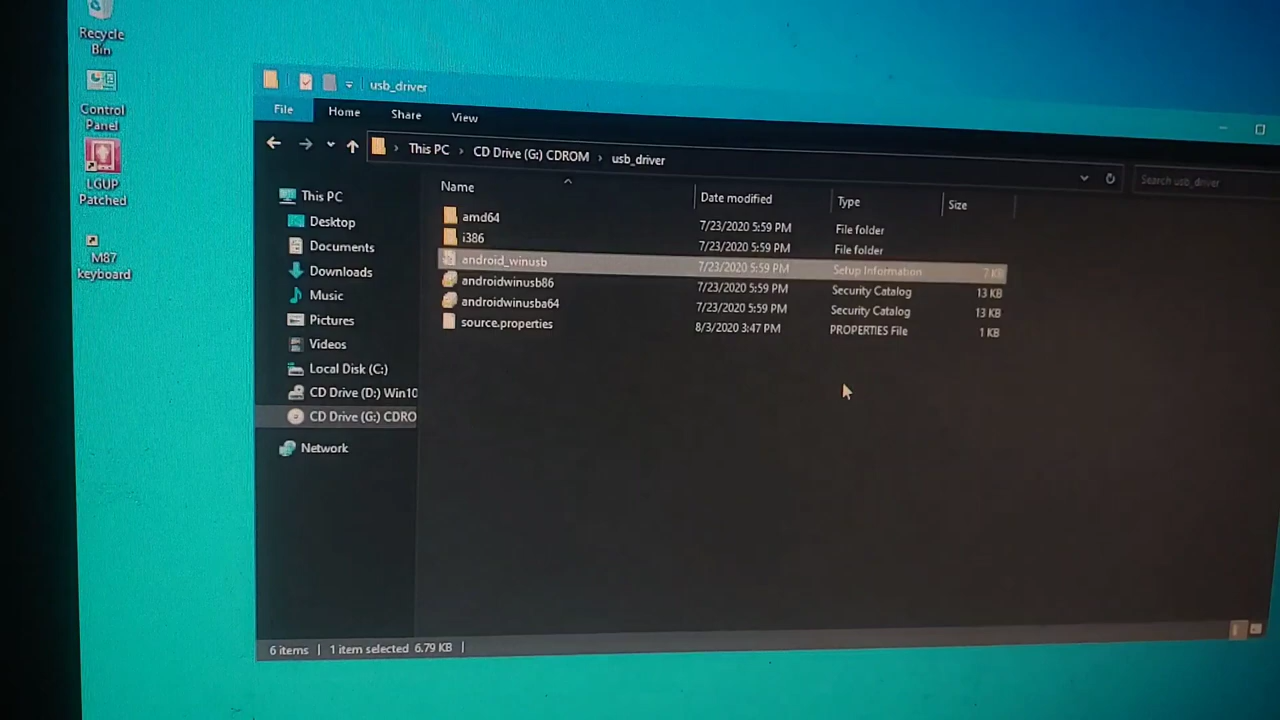 Recycle
Bin
Control
Panel
LGUP
Patched
M87
keyboard
usb_driver
File Home Share View
This PC CD Drive (G:) CDROM usb_driver
Search usb_driver
This PC
Desktop
Documents
Downloads
Music
Pictures
Videos
Local Disk (C:)
CD Drive (D:) Win10
CD Drive (G:) CDRO
Network
Name Date modified Type Size
amd64 7/23/2020 5:59 PM File folder
i386 7/23/2020 5:59 PM File folder
android_winusb 7/23/2020 5:59 PM Setup Information 7 KB
androidwinusb86 7/23/2020 5:59 PM Security Catalog 13 KB
androidwinusba64 7/23/2020 5:59 PM Security Catalog 13 KB
source.properties 8/3/2020 3:47 PM PROPERTIES File 1 KB
6 items 1 item selected 6.79 KB